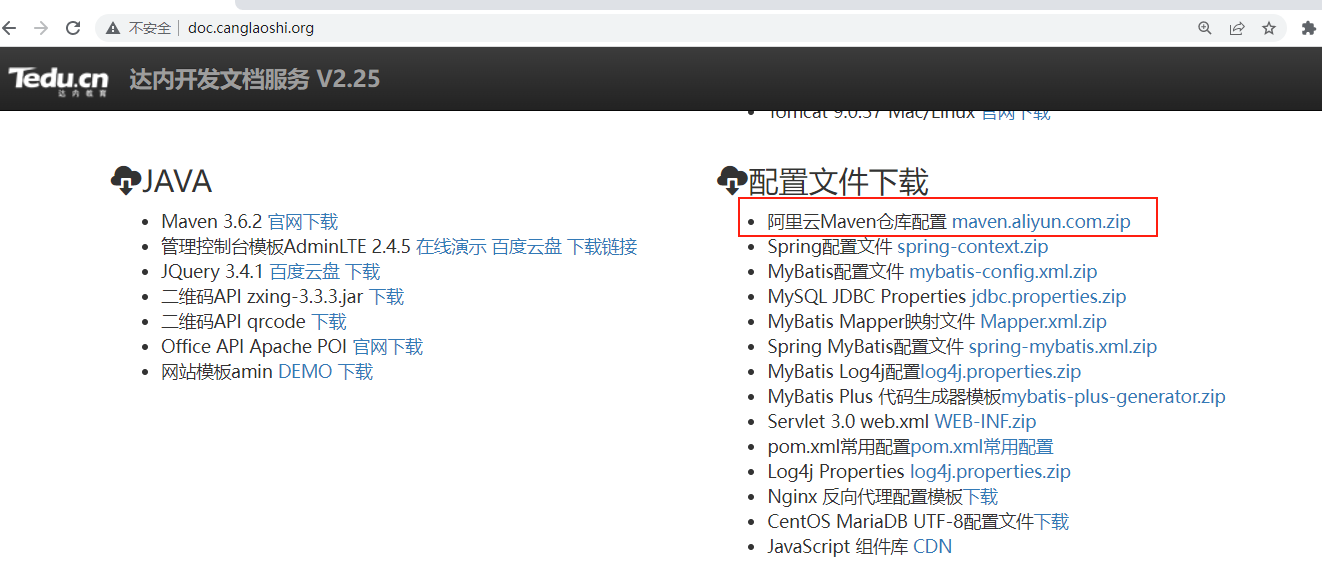 不安全 doc.canglaoshi.org
Tedu.cn 达内教育 达内开发文档服务 V2.25
Tomcat 9.0.37 Mac/Linux 官网下载
JAVA
Maven 3.6.2 官网下载
管理控制台模板AdminLTE 2.4.5 在线演示 百度云盘 下载链接
JQuery 3.4.1 百度云盘 下载
二维码API zxing-3.3.3.jar 下载
二维码API qrcode 下载
Office API Apache POI 官网下载
网站模板amin DEMO 下载
配置文件下载
阿里云Maven仓库配置 maven.aliyun.com.zip
Spring配置文件 spring-context.zip
MyBatis配置文件 mybatis-config.xml.zip
MySQL JDBC Properties jdbc.properties.zip
MyBatis Mapper映射文件 Mapper.xml.zip
Spring MyBatis配置文件 spring-mybatis.xml.zip
MyBatis Log4j配置log4j.properties.zip
MyBatis Plus 代码生成器模板mybatis-plus-generator.zip
Servlet 3.0 web.xml WEB-INF.zip
pom.xml常用配置pom.xml常用配置
Log4j Properties log4j.properties.zip
Nginx 反向代理配置模板下载
CentOS MariaDB UTF-8配置文件下载
JavaScript 组件库 CDN